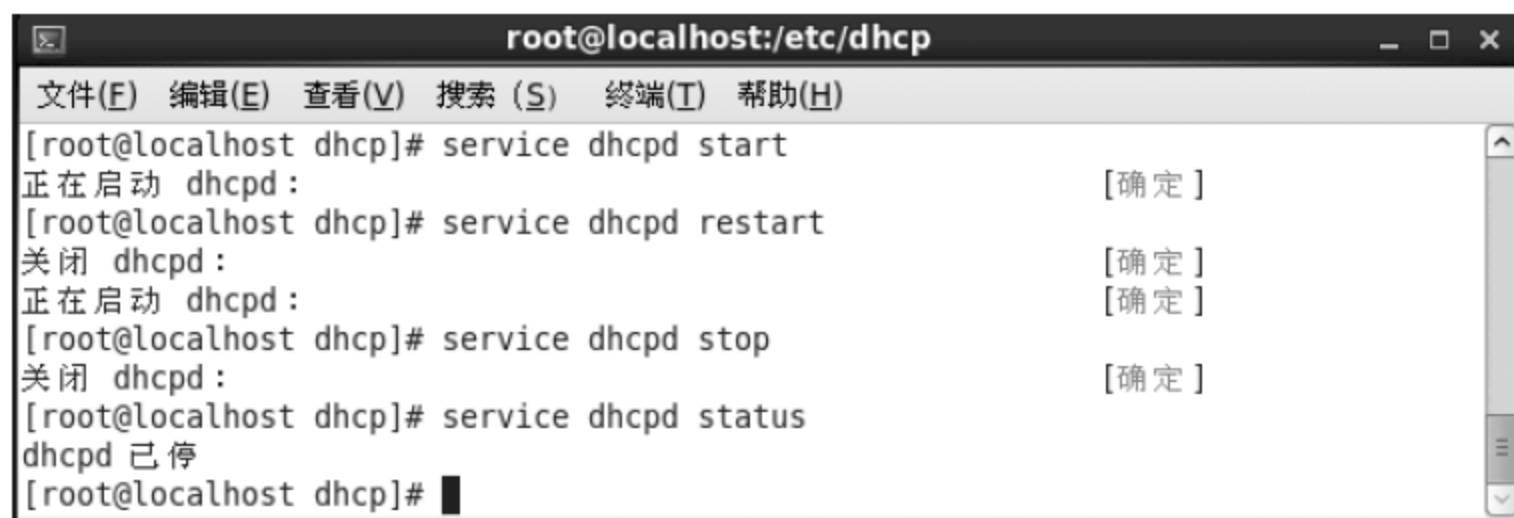 root@localhost:/etc/dhcp
文件(F) 编辑(E) 查看(V) 搜索 (S) 终端(T) 帮助(H)
[root@localhost dhcp]# service dhcpd start
正在启动 dhcpd: [确定]
[root@localhost dhcp]# service dhcpd restart
关闭 dhcpd: [确定]
正在启动 dhcpd: [确定]
[root@localhost dhcp]# service dhcpd stop
关闭 dhcpd: [确定]
[root@localhost dhcp]# service dhcpd status
dhcpd 已停
[root@localhost dhcp]#